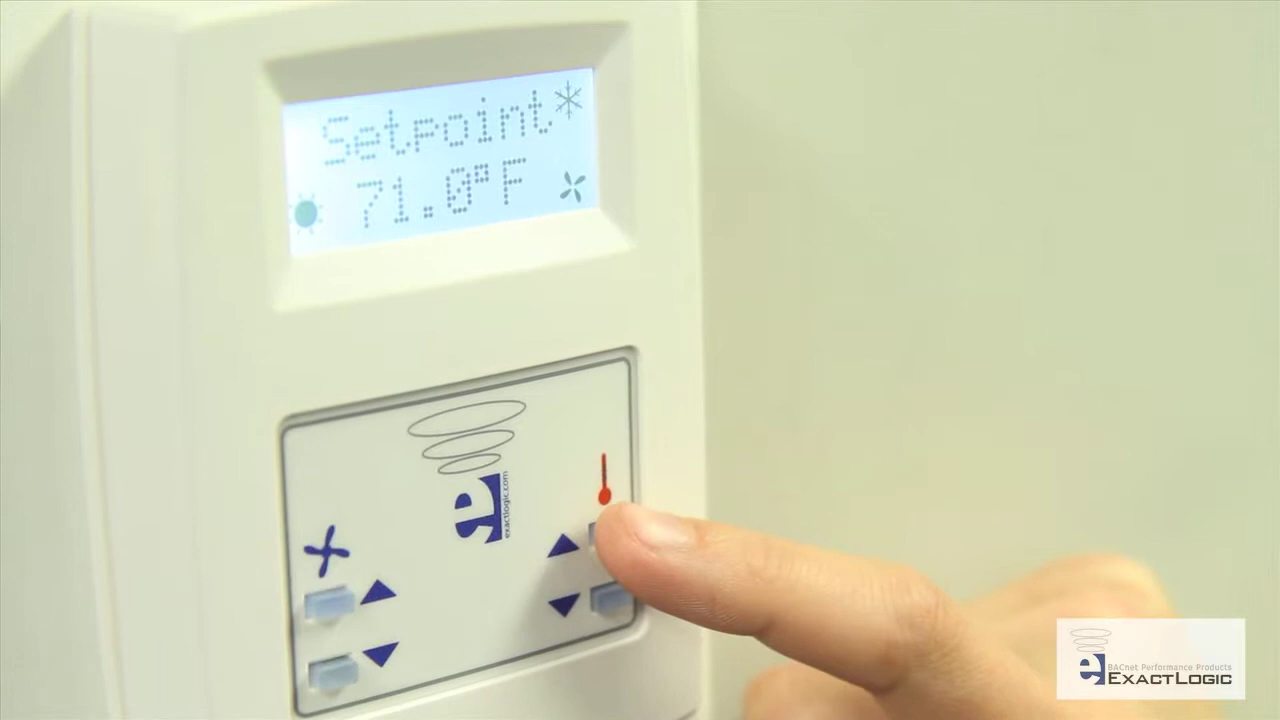 Setpoint
71.0°F
e
exactlogic.com
e
BACnet Performance Products
EXACTLOGIC